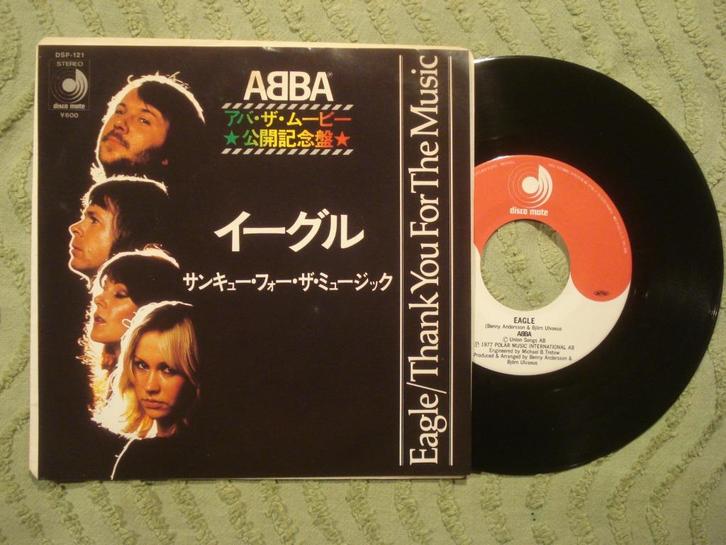 DSP-121
STEREO
disco mate
¥600
ABBA
アバ・ザ・ムービー
★公開記念盤★
イーグル
サンキュー・フォー・ザ・ミュージック
Eagle/Thank You For The Music
disco mate
EAGLE
(Benny Andersson & Björn Ulvaeus
ABBA
© Union Songs AB
℗ 1977 POLAR MUSIC INTERNATIONAL AB
Engineered by Michael B. Tretow
Produced & Arranged by Benny Andersson &
Björn Ulvaeus